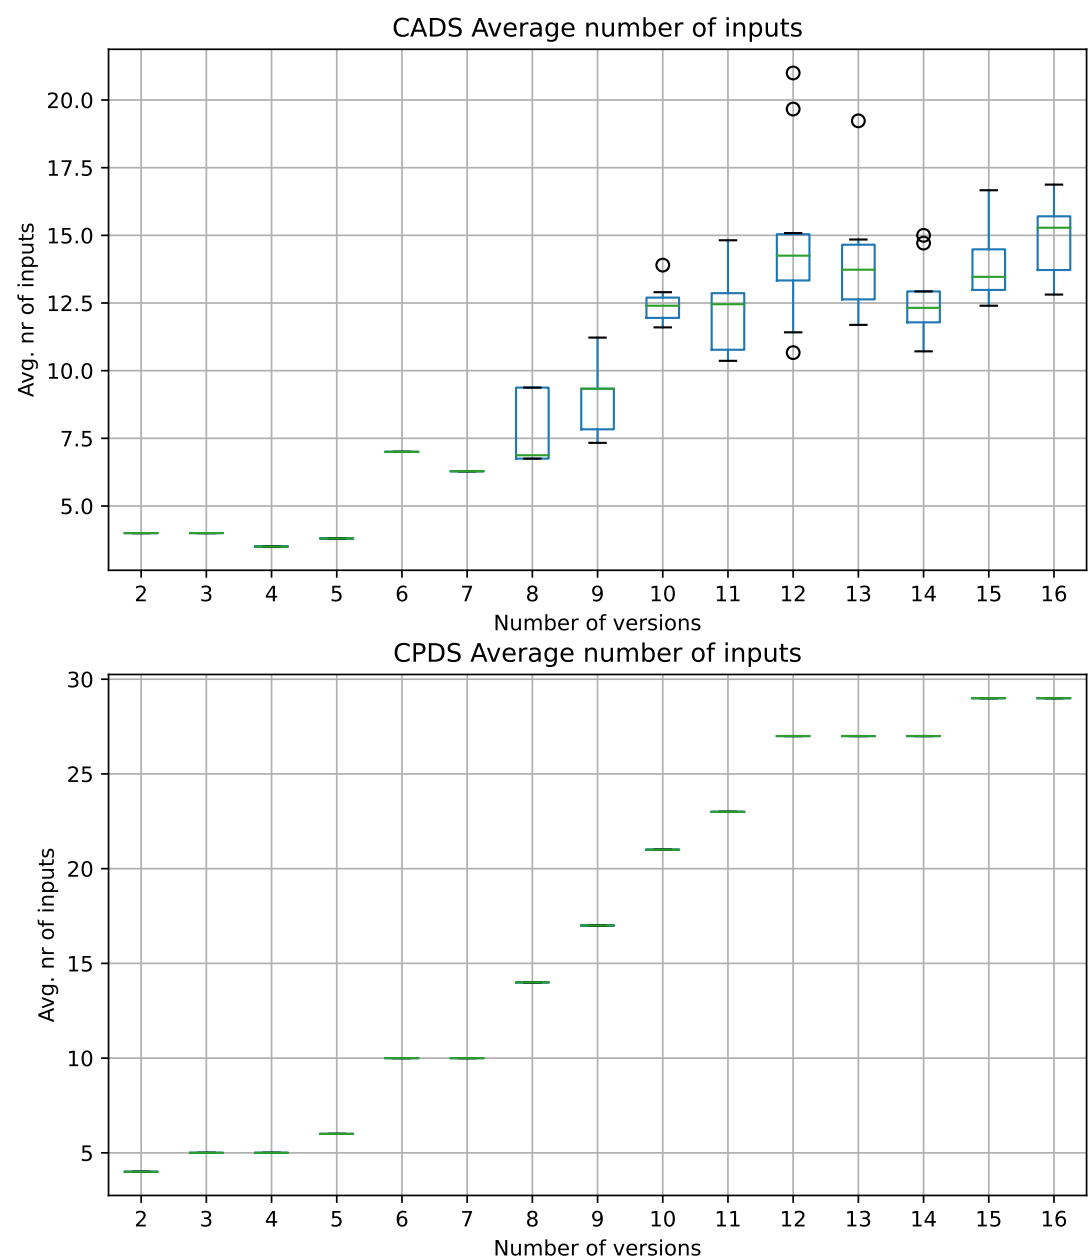 CADS Average number of inputs
Avg. nr of inputs
20.0
17.5
15.0
12.5
10.0
7.5
5.0
2 3 4 5 6 7 8 9 10 11 12 13 14 15 16
Number of versions
CPDS Average number of inputs
Avg. nr of inputs
30
25
20
15
10
5
2 3 4 5 6 7 8 9 10 11 12 13 14 15 16
Number of versions